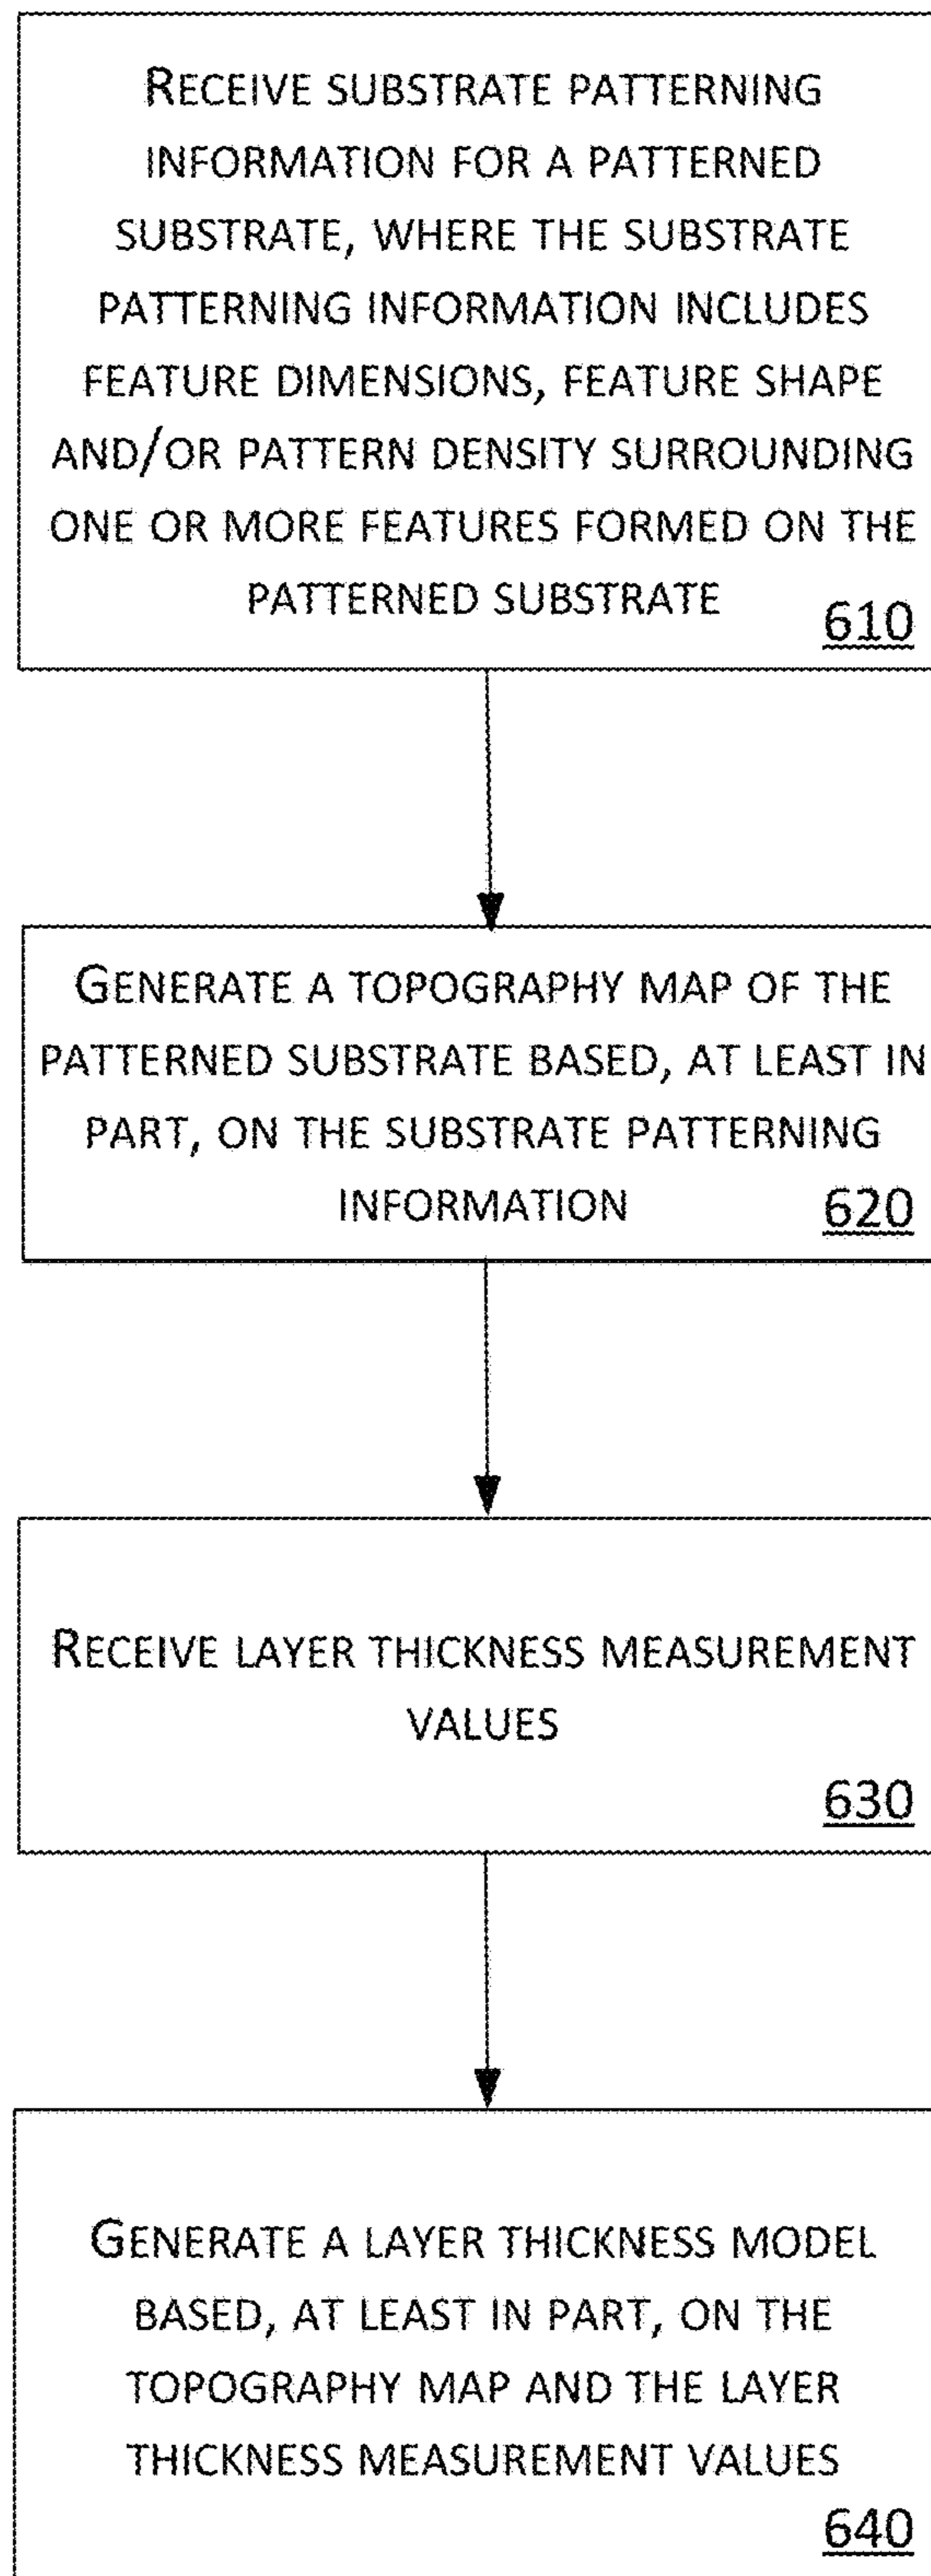 RECEIVE SUBSTRATE PATTERNING
INFORMATION FOR A PATTERNED
SUBSTRATE, WHERE THE SUBSTRATE
PATTERNING INFORMATION INCLUDES
FEATURE DIMENSIONS, FEATURE SHAPE
AND/OR PATTERN DENSITY SURROUNDING
ONE OR MORE FEATURES FORMED ON THE
PATTERNED SUBSTRATE
610
GENERATE A TOPOGRAPHY MAP OF THE
PATTERNED SUBSTRATE BASED, AT LEAST IN
PART, ON THE SUBSTRATE PATTERNING
INFORMATION
620
RECEIVE LAYER THICKNESS MEASUREMENT
VALUES
630
GENERATE A LAYER THICKNESS MODEL
BASED, AT LEAST IN PART, ON THE
TOPOGRAPHY MAP AND THE LAYER
THICKNESS MEASUREMENT VALUES
640